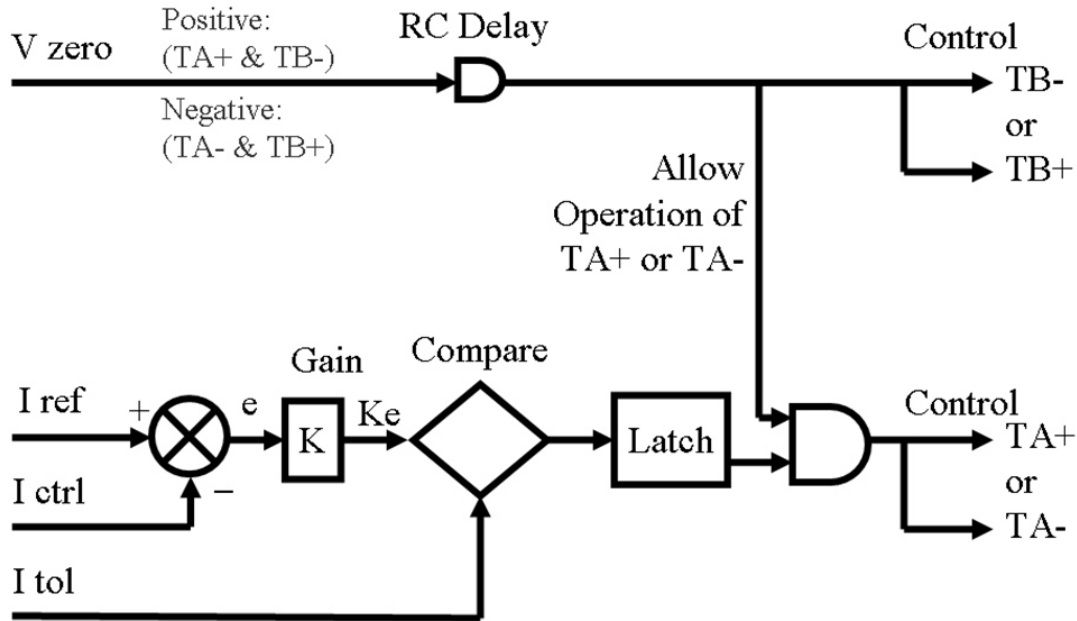 Positive:
(TA+ & TB-)
RC Delay
V zero
Control
TB-
or
TB+
Negative:
(TA- & TB+)
Allow
Operation of
TA+ or TA-
Gain
Compare
I ref
+
e
K
Ke
Latch
Control
TA+
or
TA-
I ctrl
–
I tol